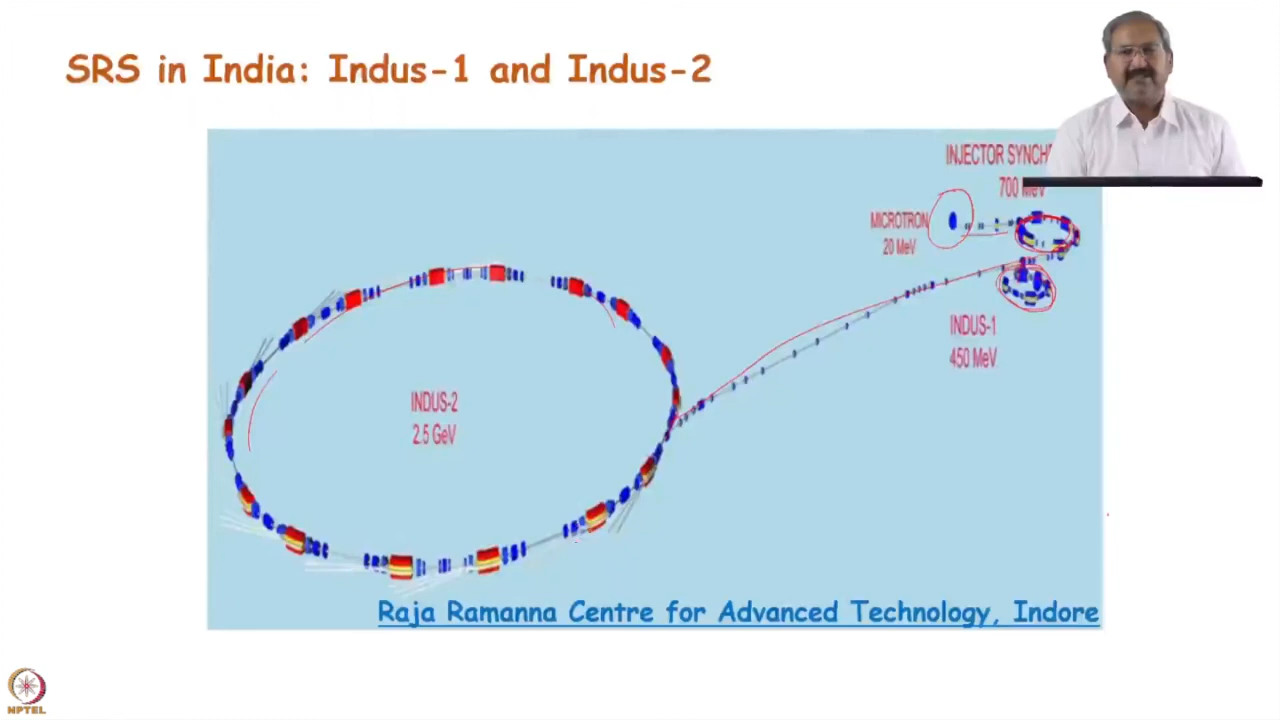 SRS in India: Indus-1 and Indus-2
INJECTOR
700 MeV
MICROTRON
20 MeV
INDUS-1
450 MeV
INDUS-2
2.5 GeV
Raja Ramanna Centre for Advanced Technology, Indore
NPTEL